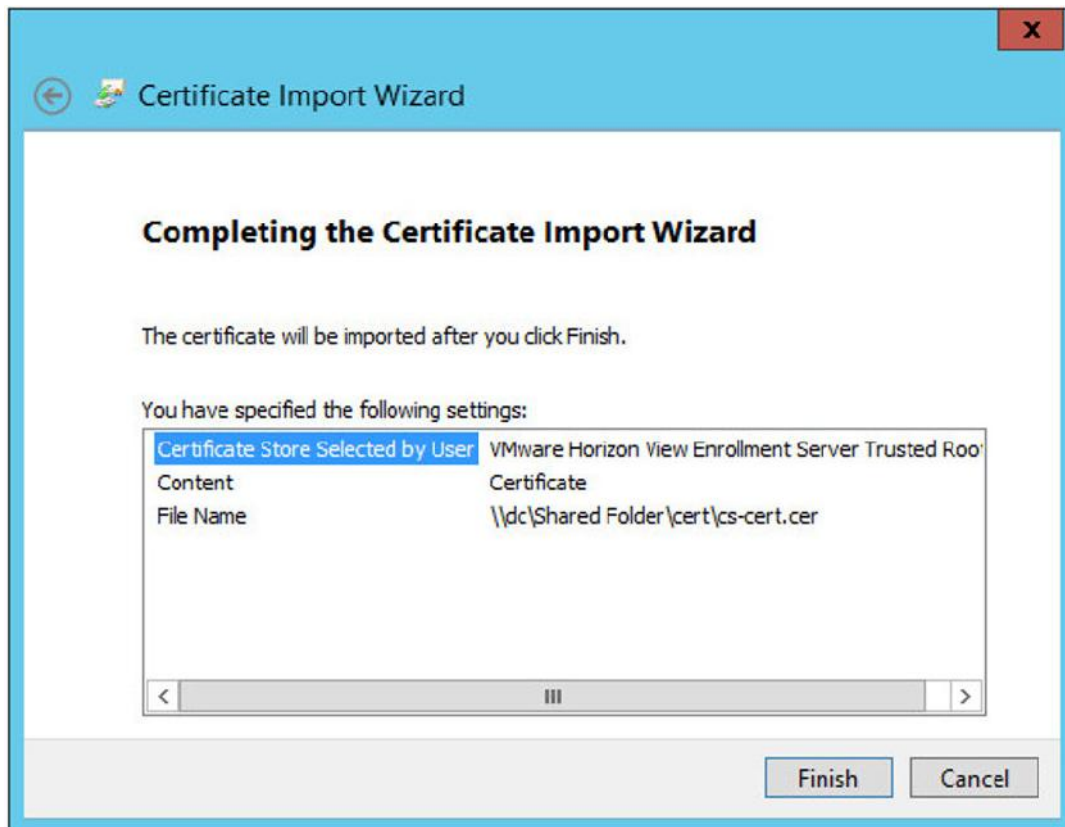 X
Certificate Import Wizard
Completing the Certificate Import Wizard
The certificate will be imported after you click Finish.
You have specified the following settings:
Certificate Store Selected by User VMware Horizon View Enrollment Server Trusted Roo
Content Certificate
File Name \\dc\Shared Folder\cert\cs-cert.cer
Finish Cancel